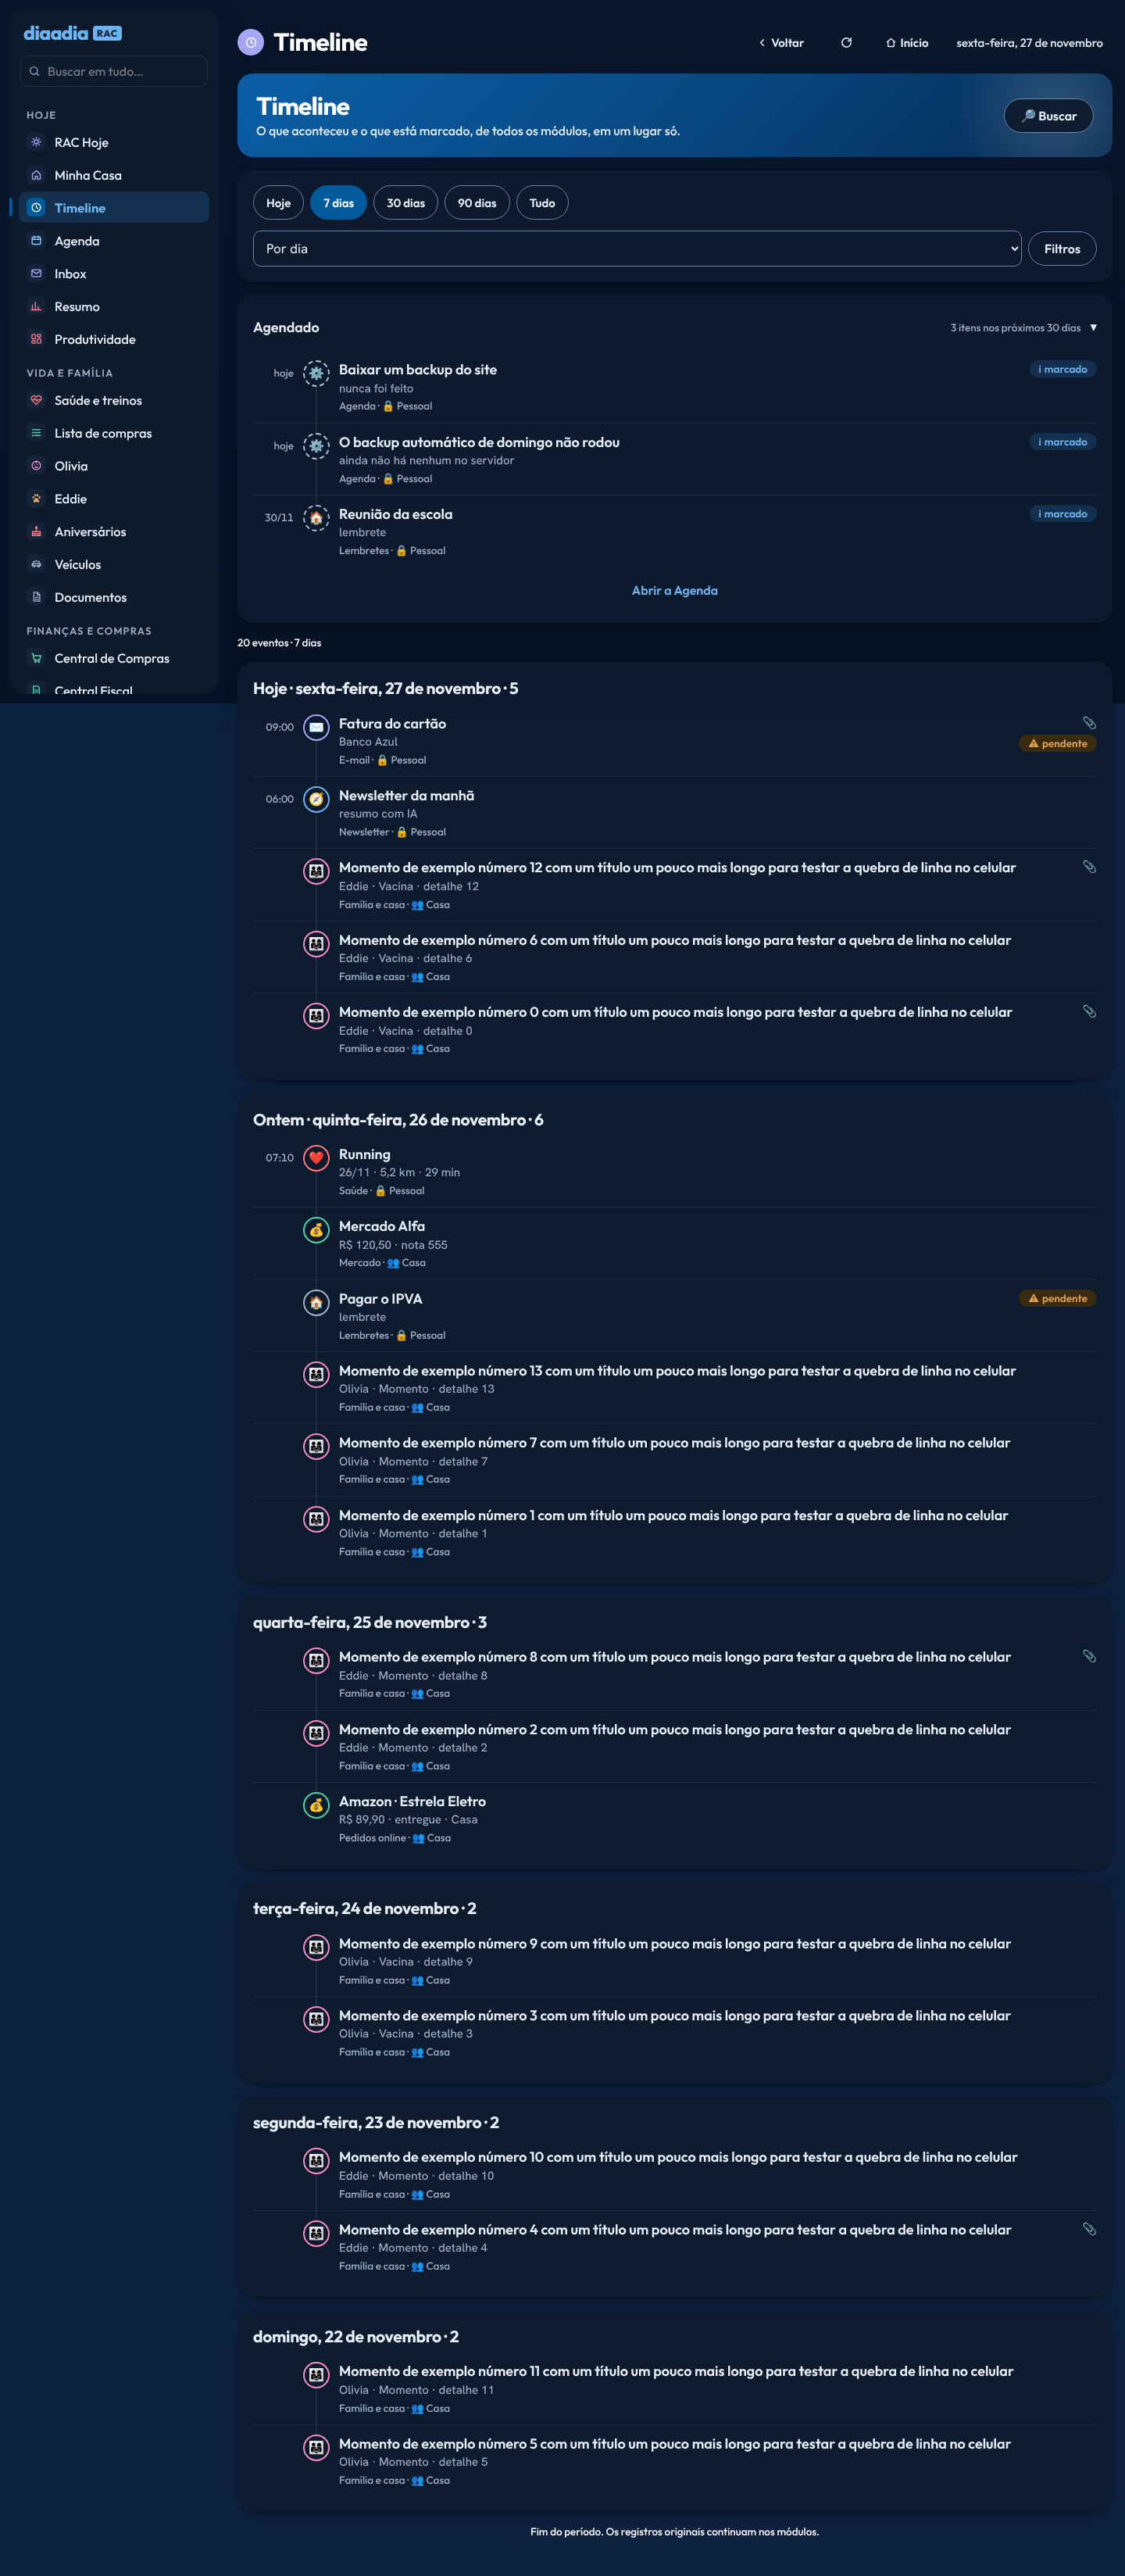 diaadia RAC
Buscar em tudo...
HOJE
RAC Hoje
Minha Casa
Timeline
Agenda
Inbox
Resumo
Produtividade
VIDA E FAMÍLIA
Saúde e treinos
Lista de compras
Olivia
Eddie
Aniversários
Veículos
Documentos
FINANÇAS E COMPRAS
Central de Compras
Central Fiscal
Timeline
Voltar
Início
sexta-feira, 27 de novembro
Timeline
O que aconteceu e o que está marcado, de todos os módulos, em um lugar só.
🔎 Buscar
Hoje
7 dias
30 dias
90 dias
Tudo
Por dia
Filtros
Agendado
3 itens nos próximos 30 dias ▾
hoje
Baixar um backup do site
i marcado
nunca foi feito
Agenda · 🔒 Pessoal
hoje
O backup automático de domingo não rodou
i marcado
ainda não há nenhum no servidor
Agenda · 🔒 Pessoal
30/11
Reunião da escola
i marcado
lembrete
Lembretes · 🔒 Pessoal
Abrir a Agenda
20 eventos · 7 dias
Hoje · sexta-feira, 27 de novembro · 5
09:00
Fatura do cartão
Banco Azul
⚠ pendente
E-mail · 🔒 Pessoal
06:00
Newsletter da manhã
resumo com IA
Newsletter · 🔒 Pessoal
Momento de exemplo número 12 com um título um pouco mais longo para testar a quebra de linha no celular
Eddie · Vacina · detalhe 12
Família e casa · 👥 Casa
Momento de exemplo número 6 com um título um pouco mais longo para testar a quebra de linha no celular
Eddie · Vacina · detalhe 6
Família e casa · 👥 Casa
Momento de exemplo número 0 com um título um pouco mais longo para testar a quebra de linha no celular
Eddie · Vacina · detalhe 0
Família e casa · 👥 Casa
Ontem · quinta-feira, 26 de novembro · 6
07:10
Running
26/11 · 5,2 km · 29 min
Saúde · 🔒 Pessoal
Mercado Alfa
R$ 120,50 · nota 555
Mercado · 👥 Casa
Pagar o IPVA
⚠ pendente
lembrete
Lembretes · 🔒 Pessoal
Momento de exemplo número 13 com um título um pouco mais longo para testar a quebra de linha no celular
Olivia · Momento · detalhe 13
Família e casa · 👥 Casa
Momento de exemplo número 7 com um título um pouco mais longo para testar a quebra de linha no celular
Olivia · Momento · detalhe 7
Família e casa · 👥 Casa
Momento de exemplo número 1 com um título um pouco mais longo para testar a quebra de linha no celular
Olivia · Momento · detalhe 1
Família e casa · 👥 Casa
quarta-feira, 25 de novembro · 3
Momento de exemplo número 8 com um título um pouco mais longo para testar a quebra de linha no celular
Eddie · Momento · detalhe 8
Família e casa · 👥 Casa
Momento de exemplo número 2 com um título um pouco mais longo para testar a quebra de linha no celular
Eddie · Momento · detalhe 2
Família e casa · 👥 Casa
Amazon · Estrela Eletro
R$ 89,90 · entregue · Casa
Pedidos online · 👥 Casa
terça-feira, 24 de novembro · 2
Momento de exemplo número 9 com um título um pouco mais longo para testar a quebra de linha no celular
Olivia · Vacina · detalhe 9
Família e casa · 👥 Casa
Momento de exemplo número 3 com um título um pouco mais longo para testar a quebra de linha no celular
Olivia · Vacina · detalhe 3
Família e casa · 👥 Casa
segunda-feira, 23 de novembro · 2
Momento de exemplo número 10 com um título um pouco mais longo para testar a quebra de linha no celular
Eddie · Momento · detalhe 10
Família e casa · 👥 Casa
Momento de exemplo número 4 com um título um pouco mais longo para testar a quebra de linha no celular
Eddie · Momento · detalhe 4
Família e casa · 👥 Casa
domingo, 22 de novembro · 2
Momento de exemplo número 11 com um título um pouco mais longo para testar a quebra de linha no celular
Olivia · Momento · detalhe 11
Família e casa · 👥 Casa
Momento de exemplo número 5 com um título um pouco mais longo para testar a quebra de linha no celular
Olivia · Momento · detalhe 5
Família e casa · 👥 Casa
Fim do período. Os registros originais continuam nos módulos.